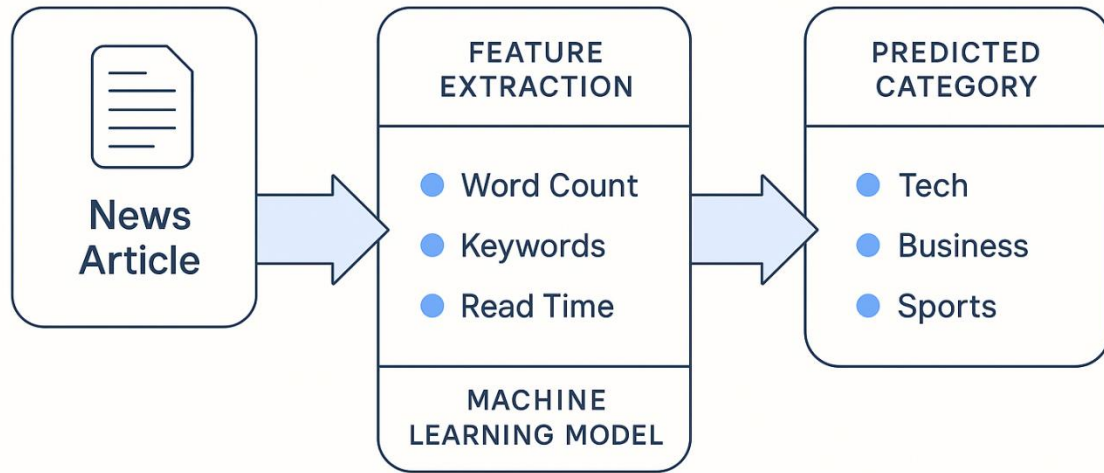 News
Article
FEATURE
EXTRACTION
Word Count
Keywords
Read Time
MACHINE
LEARNING MODEL
PREDICTED
CATEGORY
Tech
Business
Sports